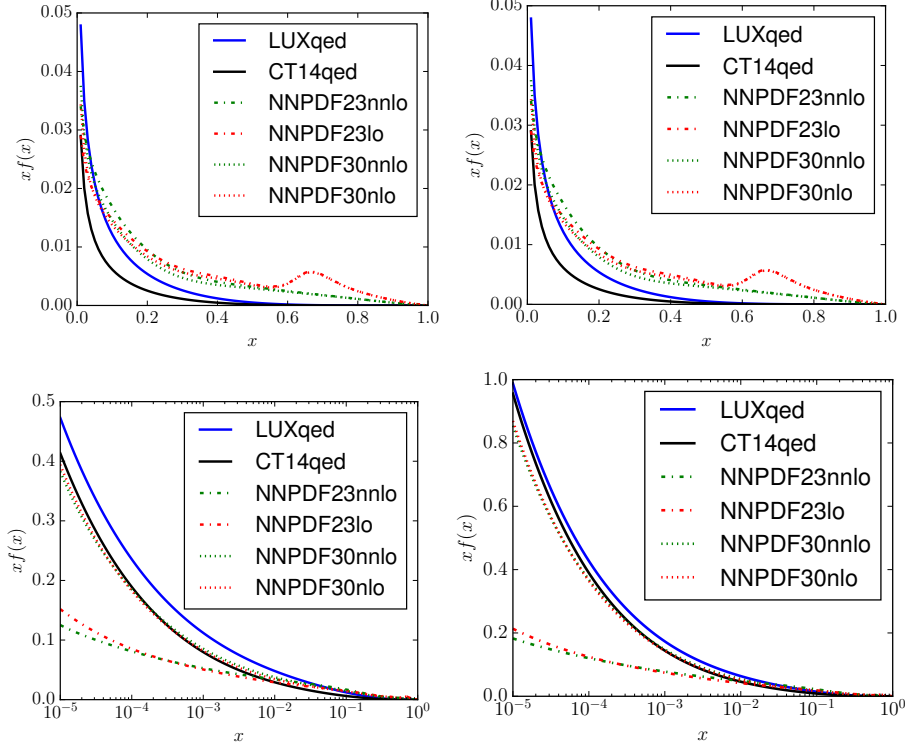 0.05
0.04
0.03
0.02
0.01
0.00
xf(x)
0.0 0.2 0.4 0.6 0.8 1.0
x
LUXqed
CT14qed
NNPDF23nnlo
NNPDF23lo
NNPDF30nnlo
NNPDF30nlo
0.05
0.04
0.03
0.02
0.01
0.00
xf(x)
0.0 0.2 0.4 0.6 0.8 1.0
x
LUXqed
CT14qed
NNPDF23nnlo
NNPDF23lo
NNPDF30nnlo
NNPDF30nlo
0.5
0.4
0.3
0.2
0.1
0.0
xf(x)
10⁻⁵ 10⁻⁴ 10⁻³ 10⁻² 10⁻¹ 10⁰
x
LUXqed
CT14qed
NNPDF23nnlo
NNPDF23lo
NNPDF30nnlo
NNPDF30nlo
1.0
0.8
0.6
0.4
0.2
0.0
xf(x)
10⁻⁵ 10⁻⁴ 10⁻³ 10⁻² 10⁻¹ 10⁰
x
LUXqed
CT14qed
NNPDF23nnlo
NNPDF23lo
NNPDF30nnlo
NNPDF30nlo